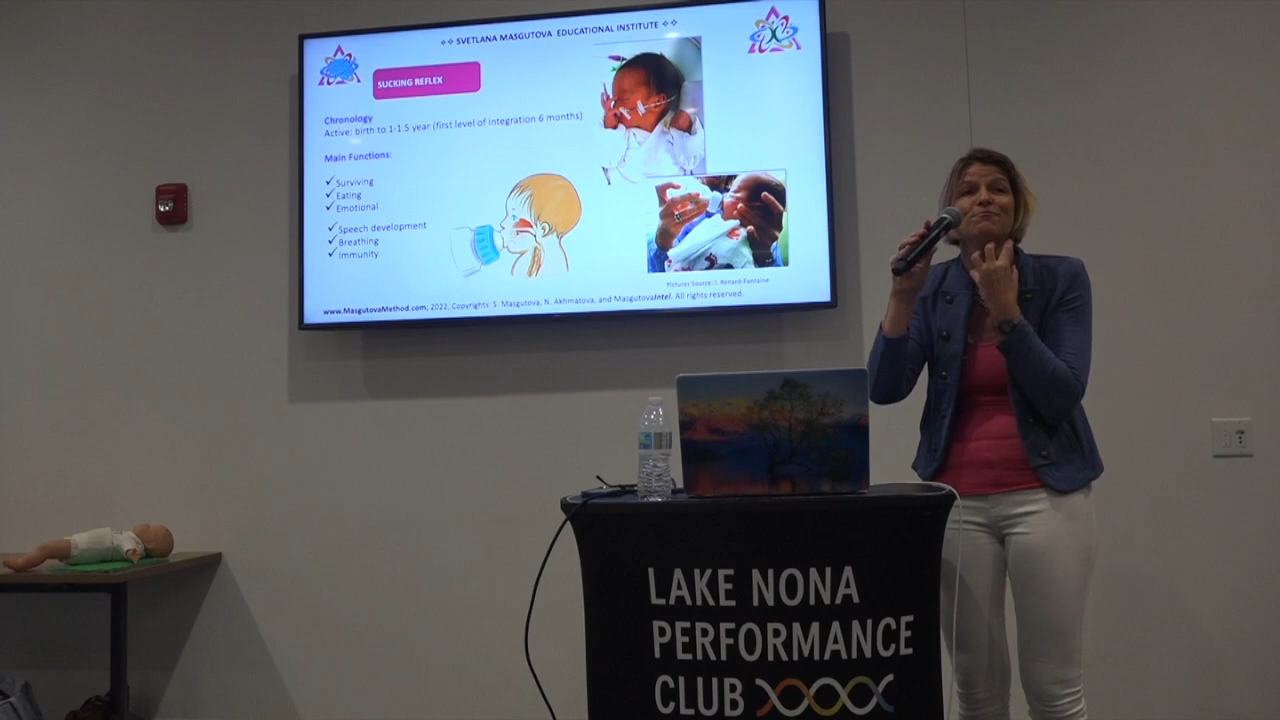 ❖❖ SVETLANA MASGUTOVA EDUCATIONAL INSTITUTE ❖❖
SUCKING REFLEX
Chronology
Active: birth to 1-1.5 year (first level of integration 6 months)
Main Functions:
✓ Surviving
✓ Eating
✓ Emotional
✓ Speech development
✓ Breathing
✓ Immunity
Pictures Source: I. Renard-Fontaine
www.MasgutovaMethod.com; 2022, Copyrights: S. Masgutova, N. Akhmatova, and MasgutovaIntel. All rights reserved.
LAKE NONA
PERFORMANCE
CLUB